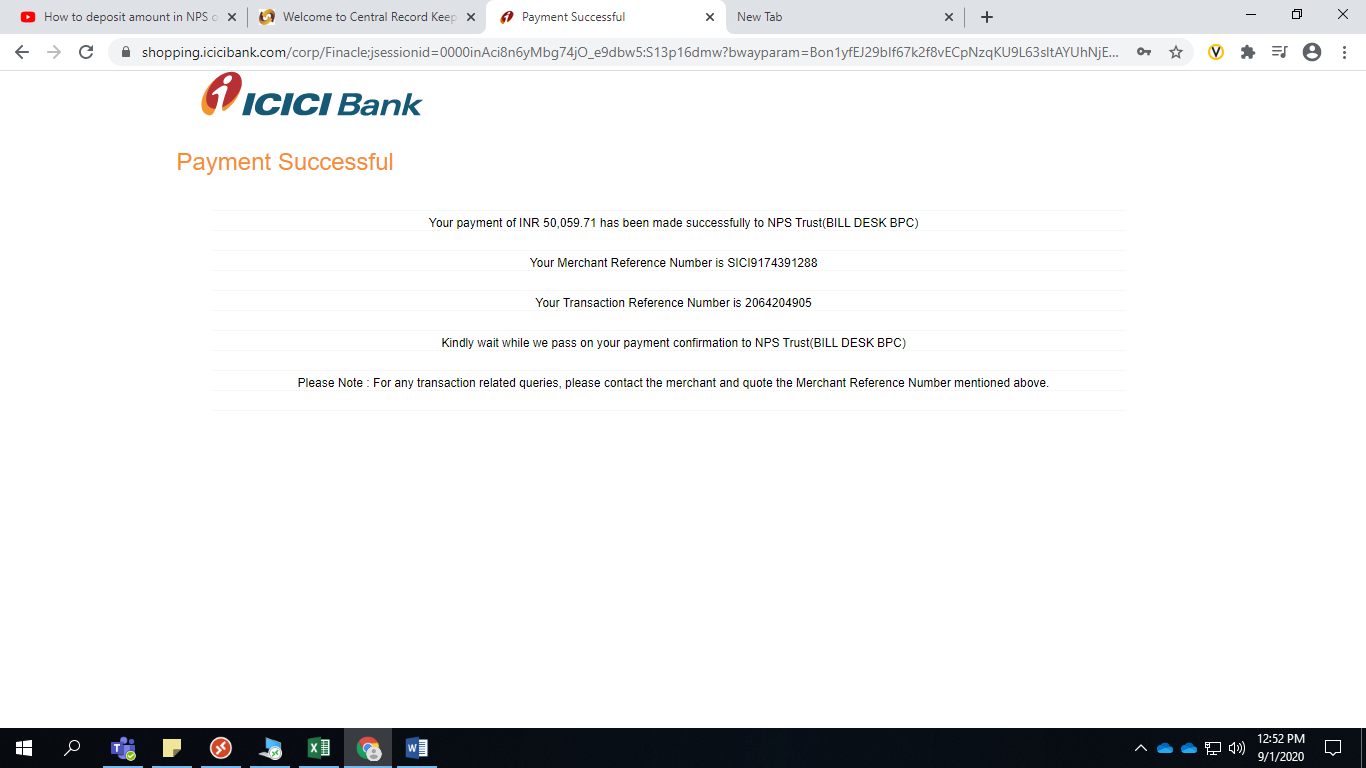 How to deposit amount in NPS o
Welcome to Central Record Keep
Payment Successful
New Tab
shopping.icicibank.com/corp/Finacle;jsessionid=0000inAci8n6yMbg74jO_e9dbw5:S13p16dmw?bwayparam=Bon1yfEJ29bIf67k2f8vECpNzqKU9L63sItAYUhNjE...
ICICI Bank
Payment Successful
Your payment of INR 50,059.71 has been made successfully to NPS Trust(BILL DESK BPC)
Your Merchant Reference Number is SICI9174391288
Your Transaction Reference Number is 2064204905
Kindly wait while we pass on your payment confirmation to NPS Trust(BILL DESK BPC)
Please Note : For any transaction related queries, please contact the merchant and quote the Merchant Reference Number mentioned above.
12:52 PM
9/1/2020